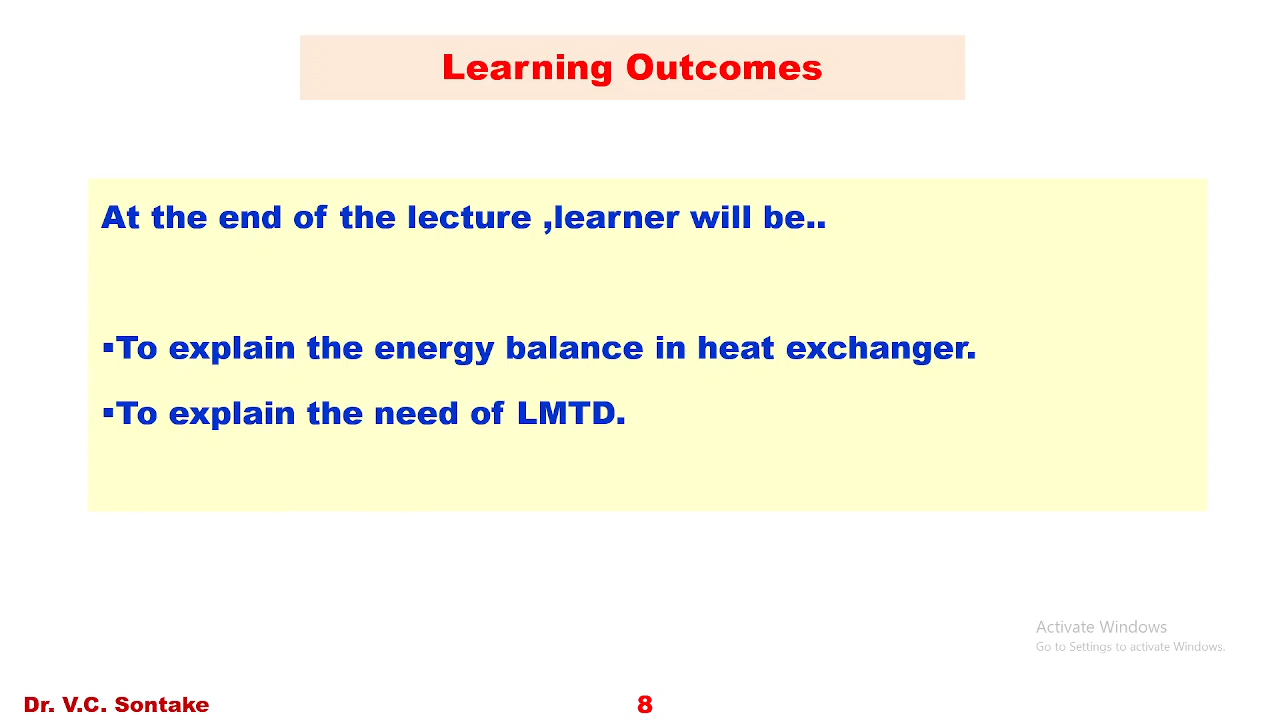 Learning Outcomes
At the end of the lecture ,learner will be..
▪To explain the energy balance in heat exchanger.
▪To explain the need of LMTD.
Activate Windows
Go to Settings to activate Windows.
Dr. V.C. Sontake
8